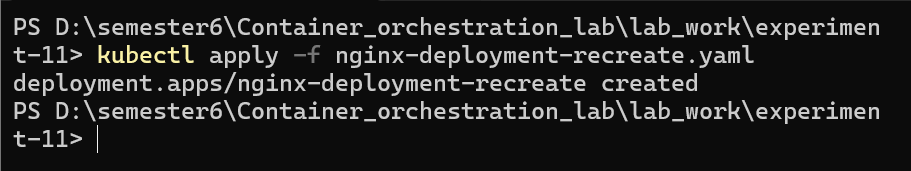 PS D:\semester6\Container_orchestration_lab\lab_work\experimen
t-11> kubectl apply -f nginx-deployment-recreate.yaml
deployment.apps/nginx-deployment-recreate created
PS D:\semester6\Container_orchestration_lab\lab_work\experimen
t-11>